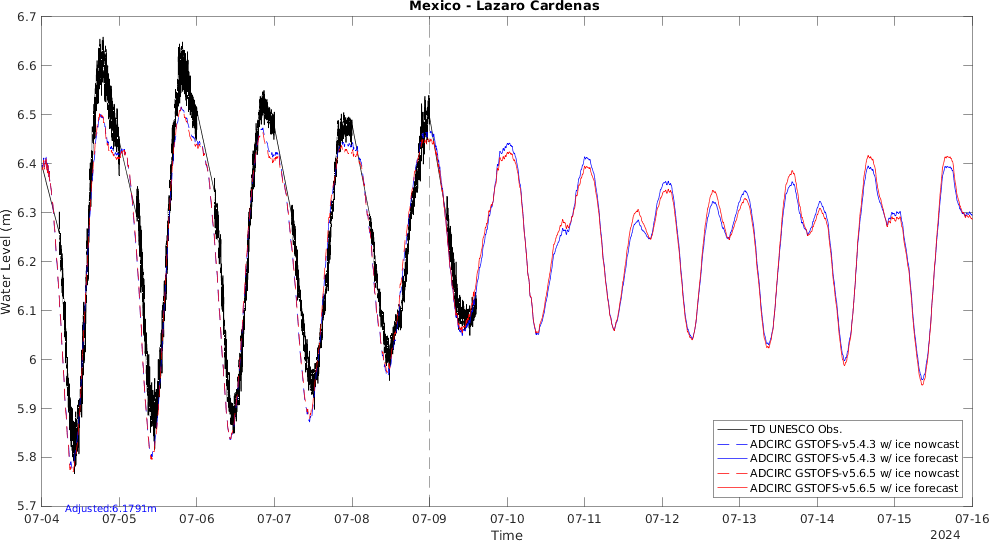 Mexico - Lazaro Cardenas
6.7
6.6
6.5
6.4
6.3
6.2
6.1
6
5.9
5.8
5.7
Water Level (m)
TD UNESCO Obs.
ADCIRC GSTOFS-v5.4.3 w/ ice nowcast
ADCIRC GSTOFS-v5.4.3 w/ ice forecast
ADCIRC GSTOFS-v5.6.5 w/ ice nowcast
ADCIRC GSTOFS-v5.6.5 w/ ice forecast
Adjusted:6.1791m
07-04 07-05 07-06 07-07 07-08 07-09 07-10 07-11 07-12 07-13 07-14 07-15 07-16
Time
2024